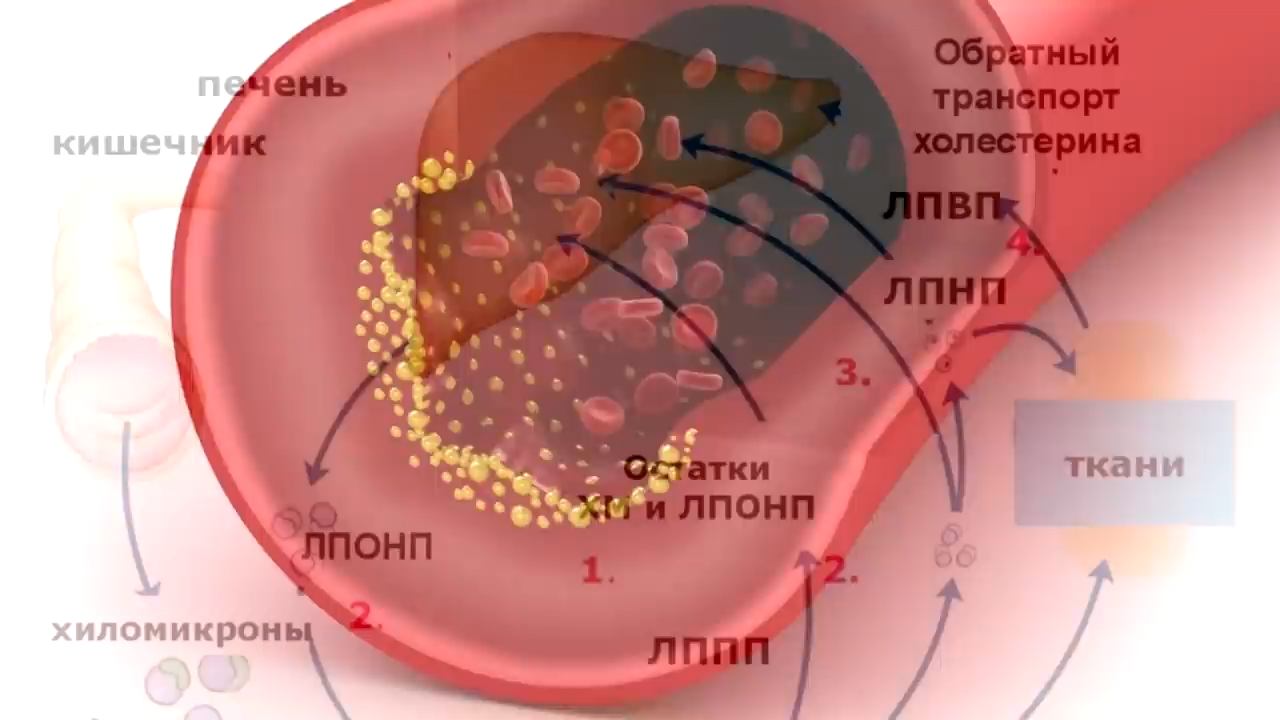 печень
кишечник
Обратный
транспорт
холестерина
ЛПВП
4.
ЛПНП
3.
ткани
Остатки
ХМ и ЛПОНП
ЛПОНП
1.
2.
2.
хиломикроны
ЛППП